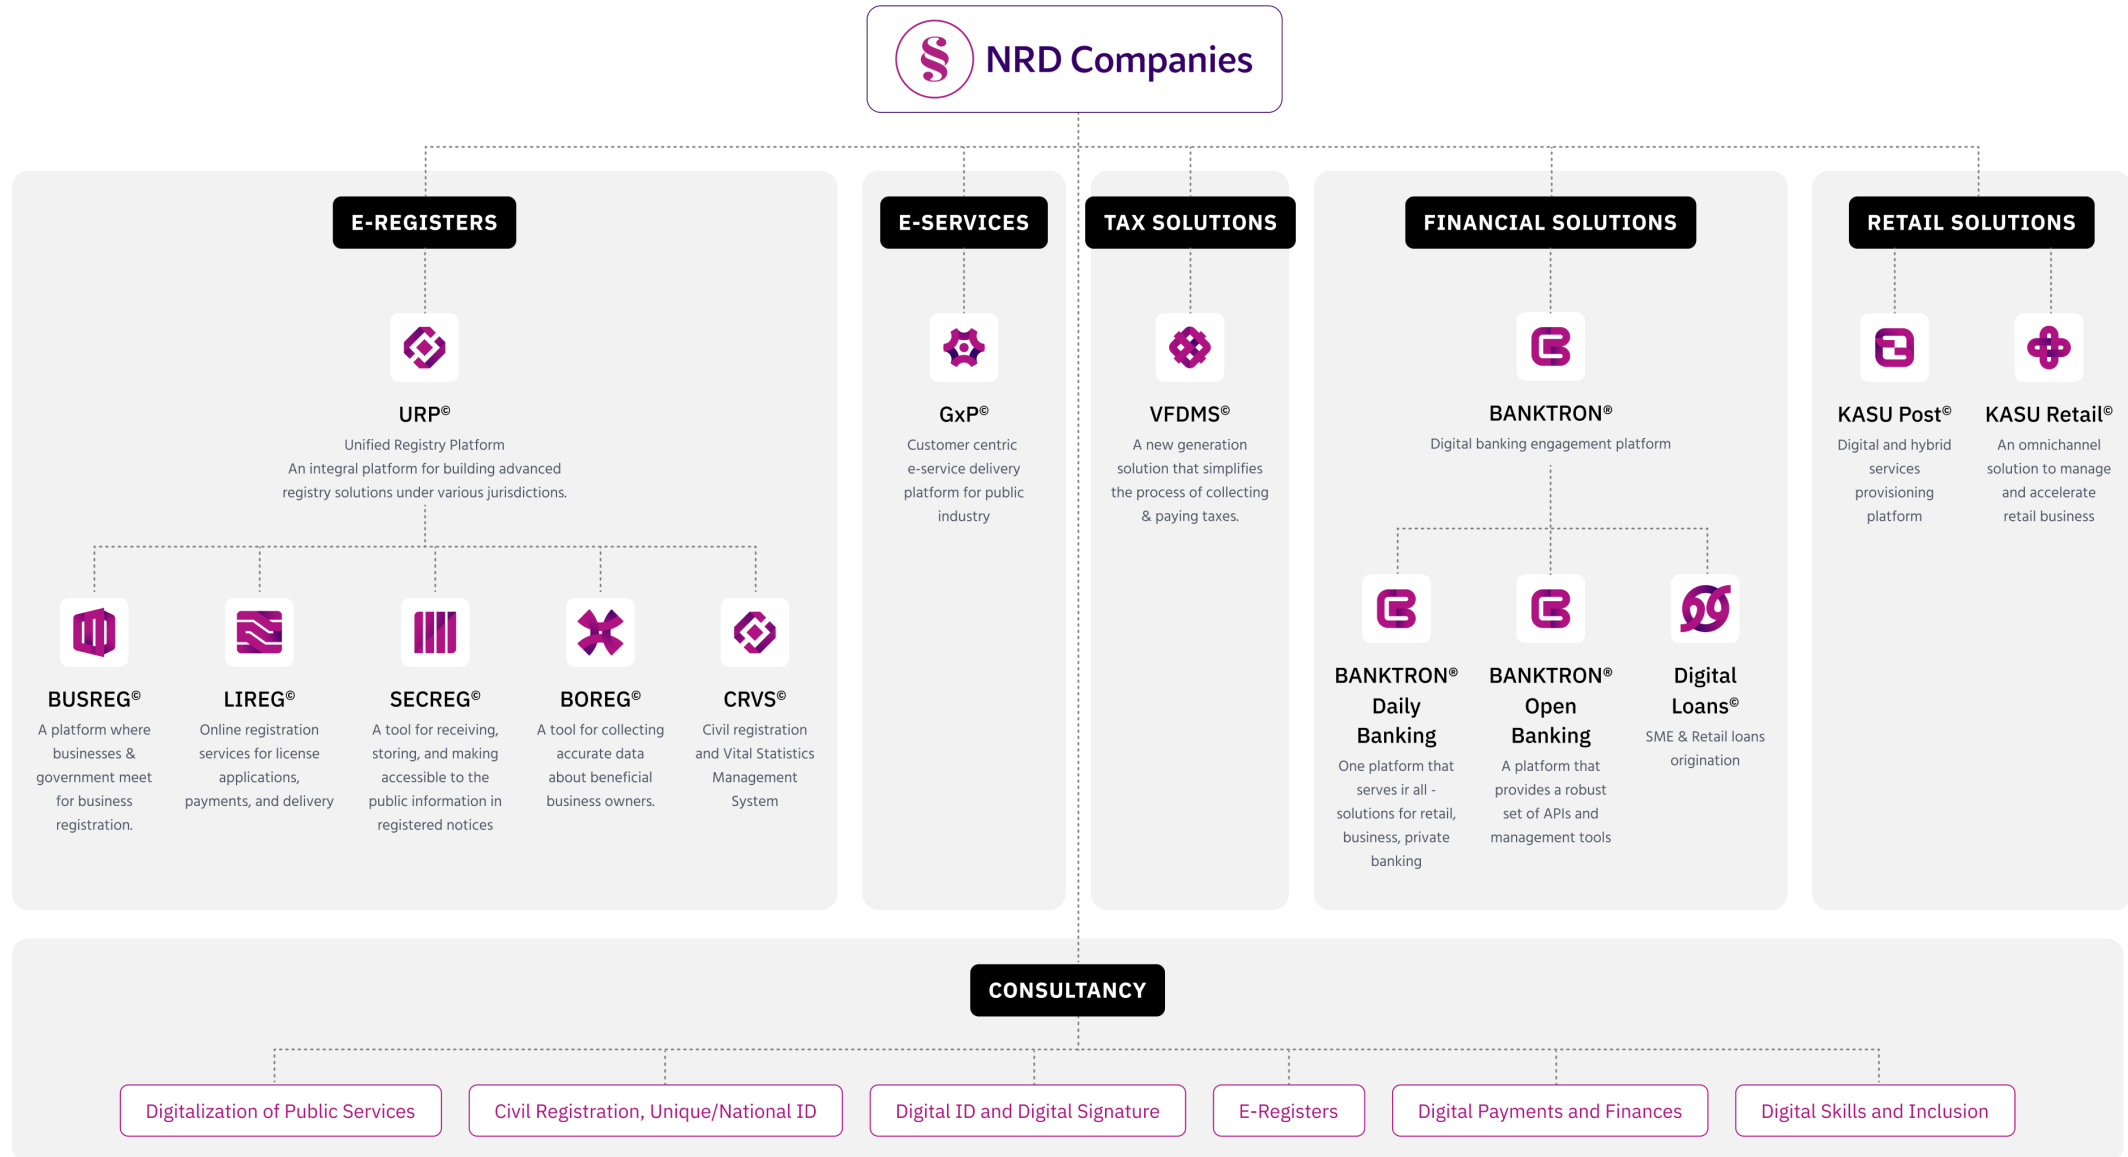 NRD Companies
E-REGISTERS
URP©
Unified Registry Platform
An integral platform for building advanced
registry solutions under various jurisdictions.
BUSREG©
A platform where
businesses &
government meet
for business
registration.
LIREG©
Online registration
services for license
applications,
payments, and delivery
SECREG©
A tool for receiving,
storing, and making
accessible to the
public information in
registered notices
BOREG©
A tool for collecting
accurate data
about beneficial
business owners.
CRVS©
Civil registration
and Vital Statistics
Management
System
E-SERVICES
GxP©
Customer centric
e-service delivery
platform for public
industry
TAX SOLUTIONS
VFDMS©
A new generation
solution that simplifies
the process of collecting
& paying taxes.
FINANCIAL SOLUTIONS
BANKTRON®
Digital banking engagement platform
BANKTRON®
Daily
Banking
One platform that
serves ir all -
solutions for retail,
business, private
banking
BANKTRON®
Open
Banking
A platform that
provides a robust
set of APIs and
management tools
Digital
Loans©
SME & Retail loans
origination
RETAIL SOLUTIONS
KASU Post©
Digital and hybrid
services
provisioning
platform
KASU Retail©
An omnichannel
solution to manage
and accelerate
retail business
CONSULTANCY
Digitalization of Public Services
Civil Registration, Unique/National ID
Digital ID and Digital Signature
E-Registers
Digital Payments and Finances
Digital Skills and Inclusion